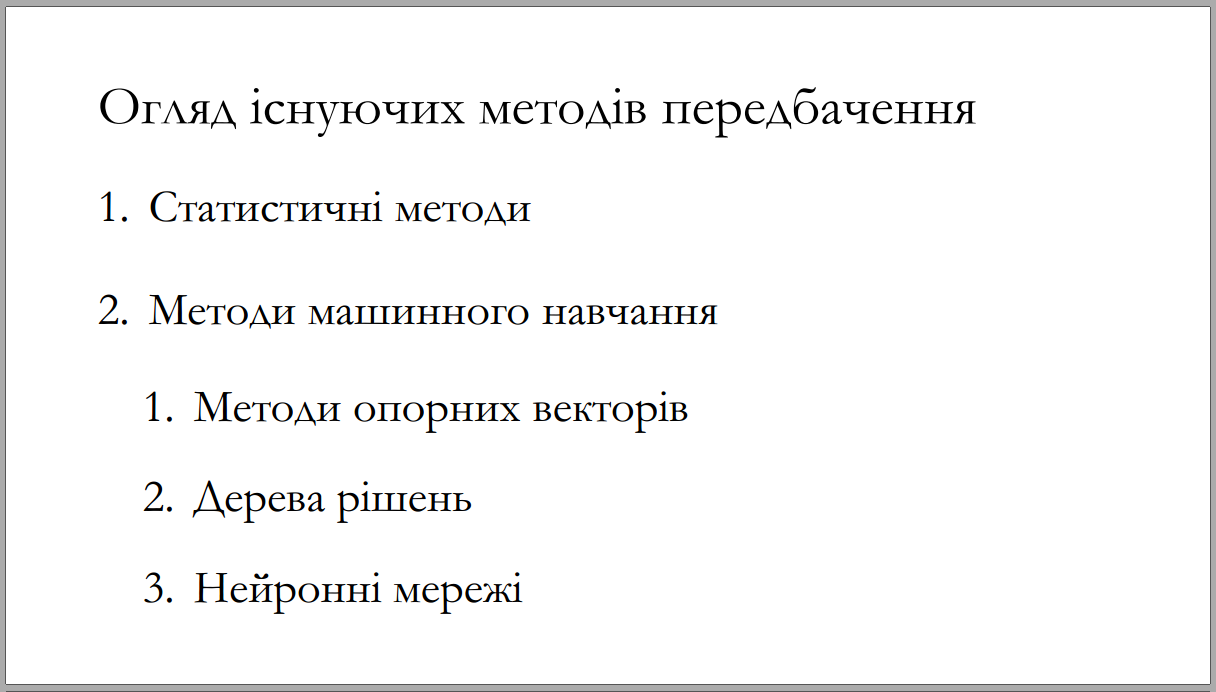 Огляд існуючих методів передбачення
1. Статистичні методи
2. Методи машинного навчання
1. Методи опорних векторів
2. Дерева рішень
3. Нейронні мережі